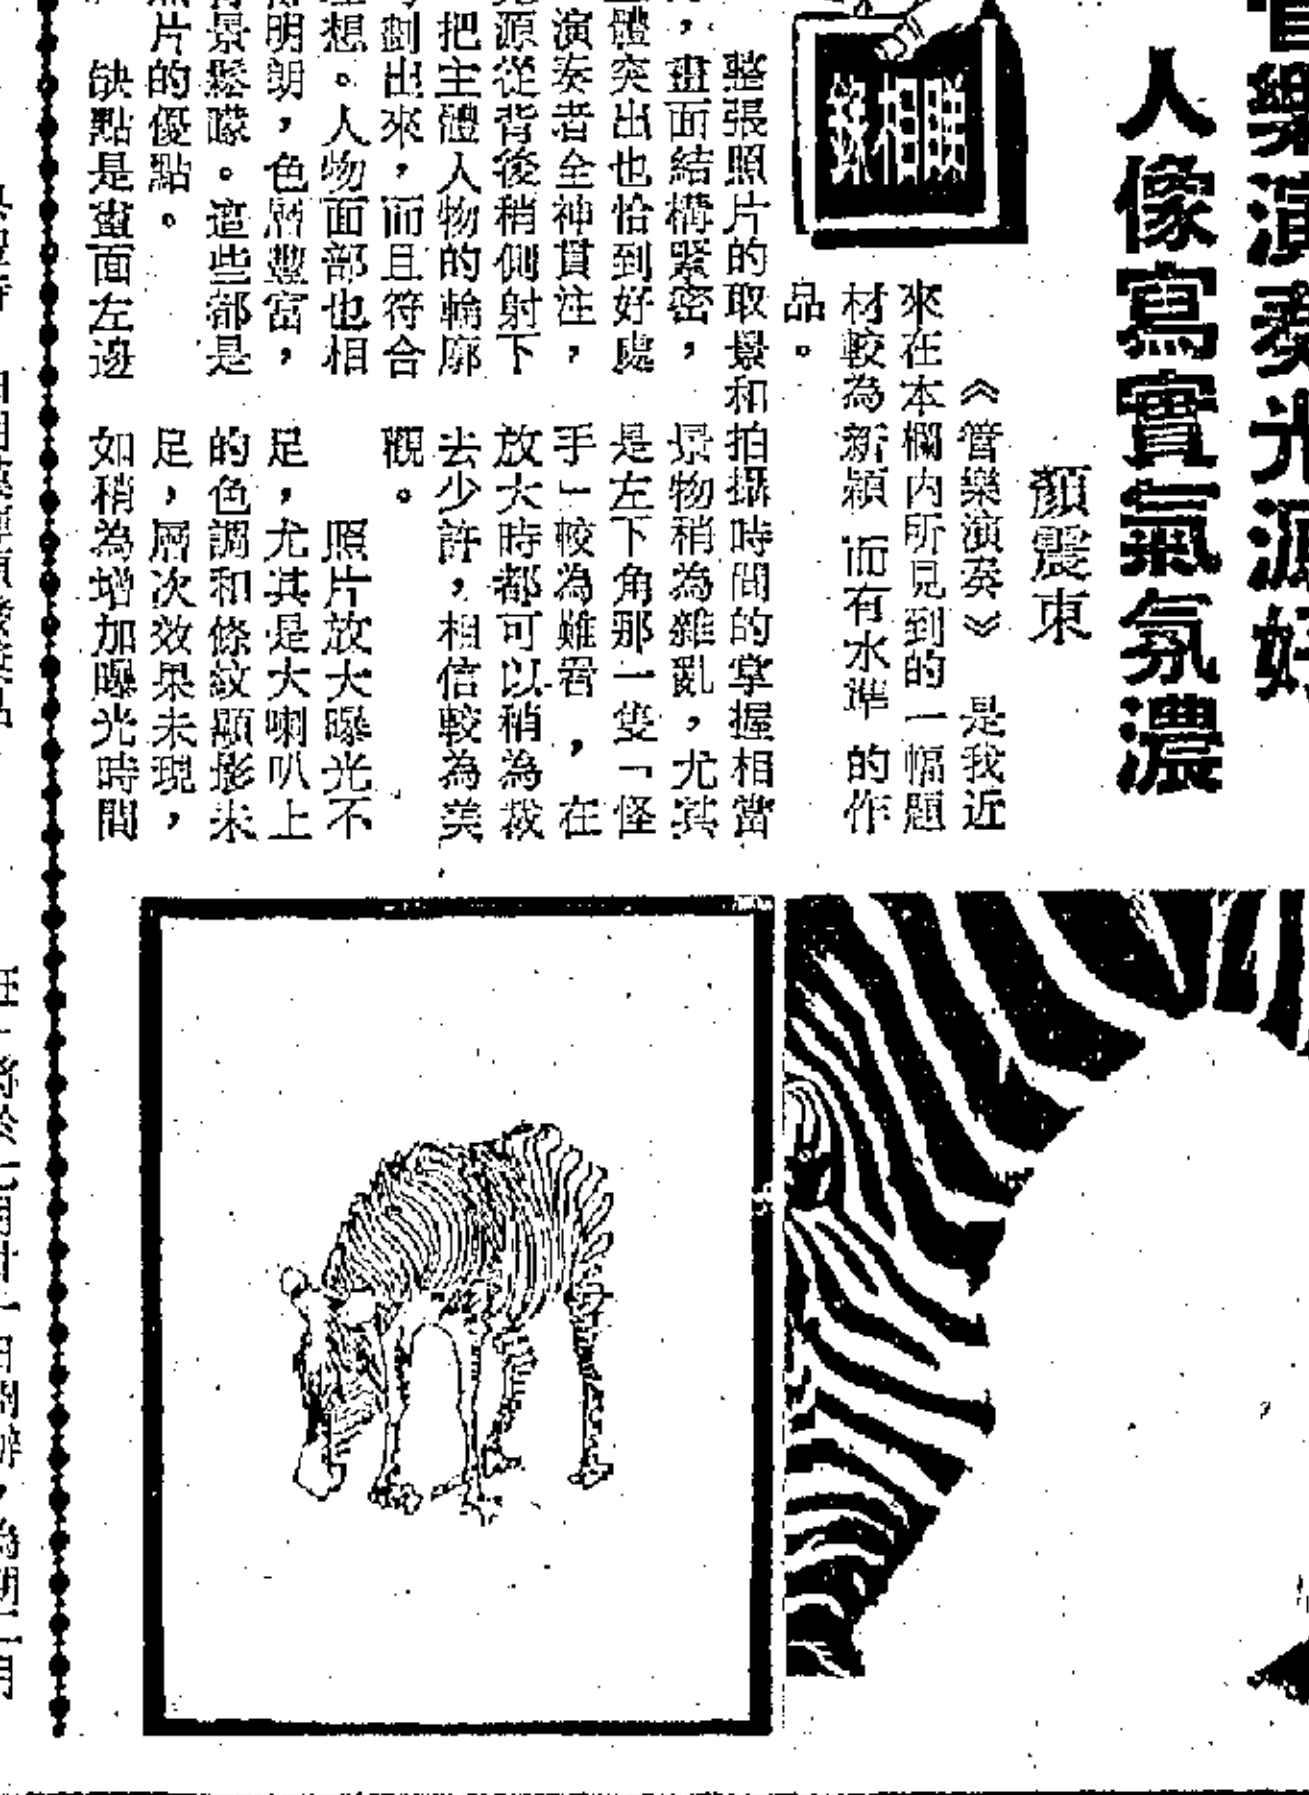 樂演奏光源好
人像寫實氣氛濃
顏震東
《管樂演奏》 是我近
來在本欄內所見到的一幅題
材較為新穎 而有水準 的作
品。
整張照片的取景和拍攝時間的掌握相當
，畫面結構緊密，
體突出也恰到好處
演奏者全神貫注，
源從背後稍側射下
把主體人物的輪廓
劃出來，而且符合
想。人物面部也相
明朗，色層豐富，
景鬆矇。這些都是
片的優點。
缺點是畫面左邊
景物稍為雜亂，尤其
是左下角那一隻「怪
手」較為難看，在
放大時都可以稍為裁
去少許，相信較為美
觀。
照片放大曝光不
足，尤其是大喇叭上
的色調和條紋顯影未
足，層次效果未現，
如稍為增加曝光時間